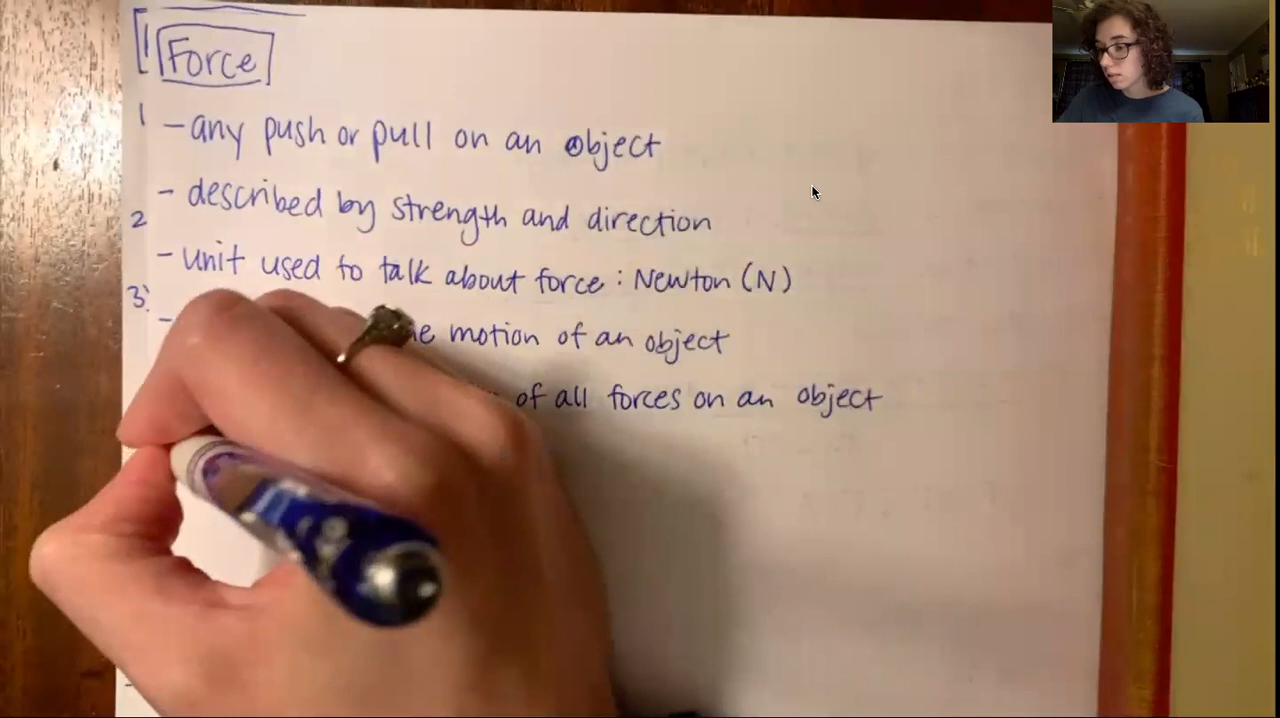 Force
1 - any push or pull on an object
2 - described by strength and direction
- unit used to talk about force : Newton (N)
3 - motion of an object
of all forces on an object